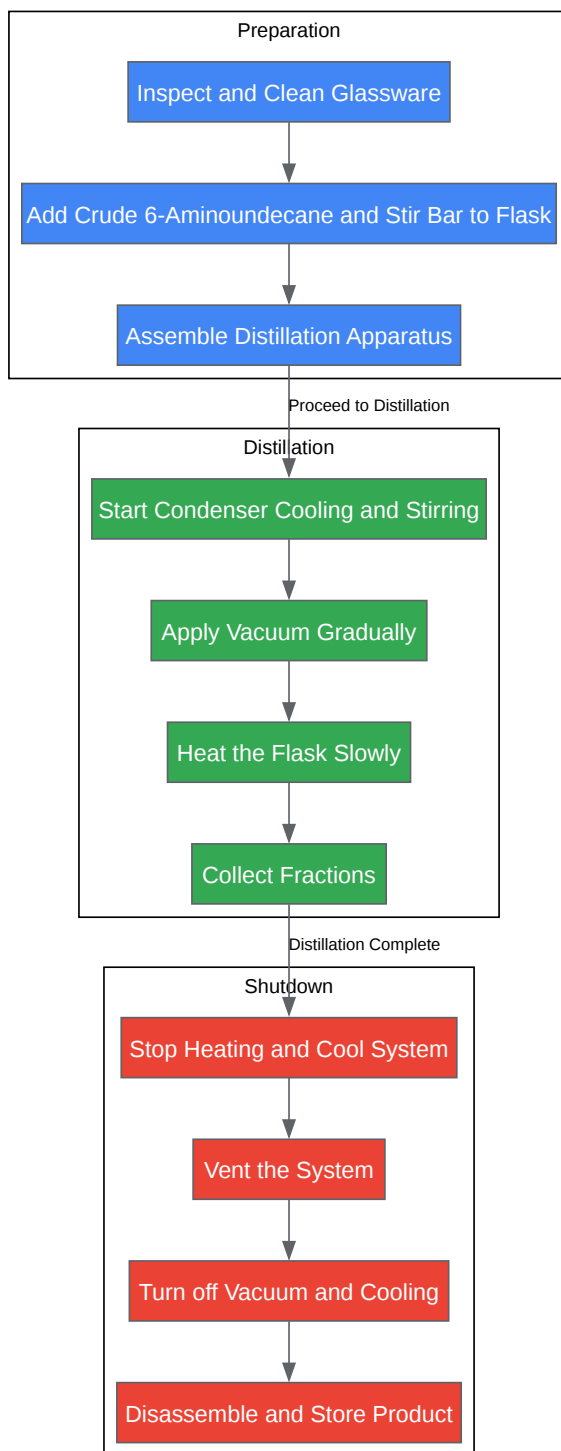 Preparation
Inspect and Clean Glassware
Add Crude 6-Aminoundecane and Stir Bar to Flask
Assemble Distillation Apparatus
Proceed to Distillation
Distillation
Start Condenser Cooling and Stirring
Apply Vacuum Gradually
Heat the Flask Slowly
Collect Fractions
Distillation Complete
Shutdown
Stop Heating and Cool System
Vent the System
Turn off Vacuum and Cooling
Disassemble and Store Product